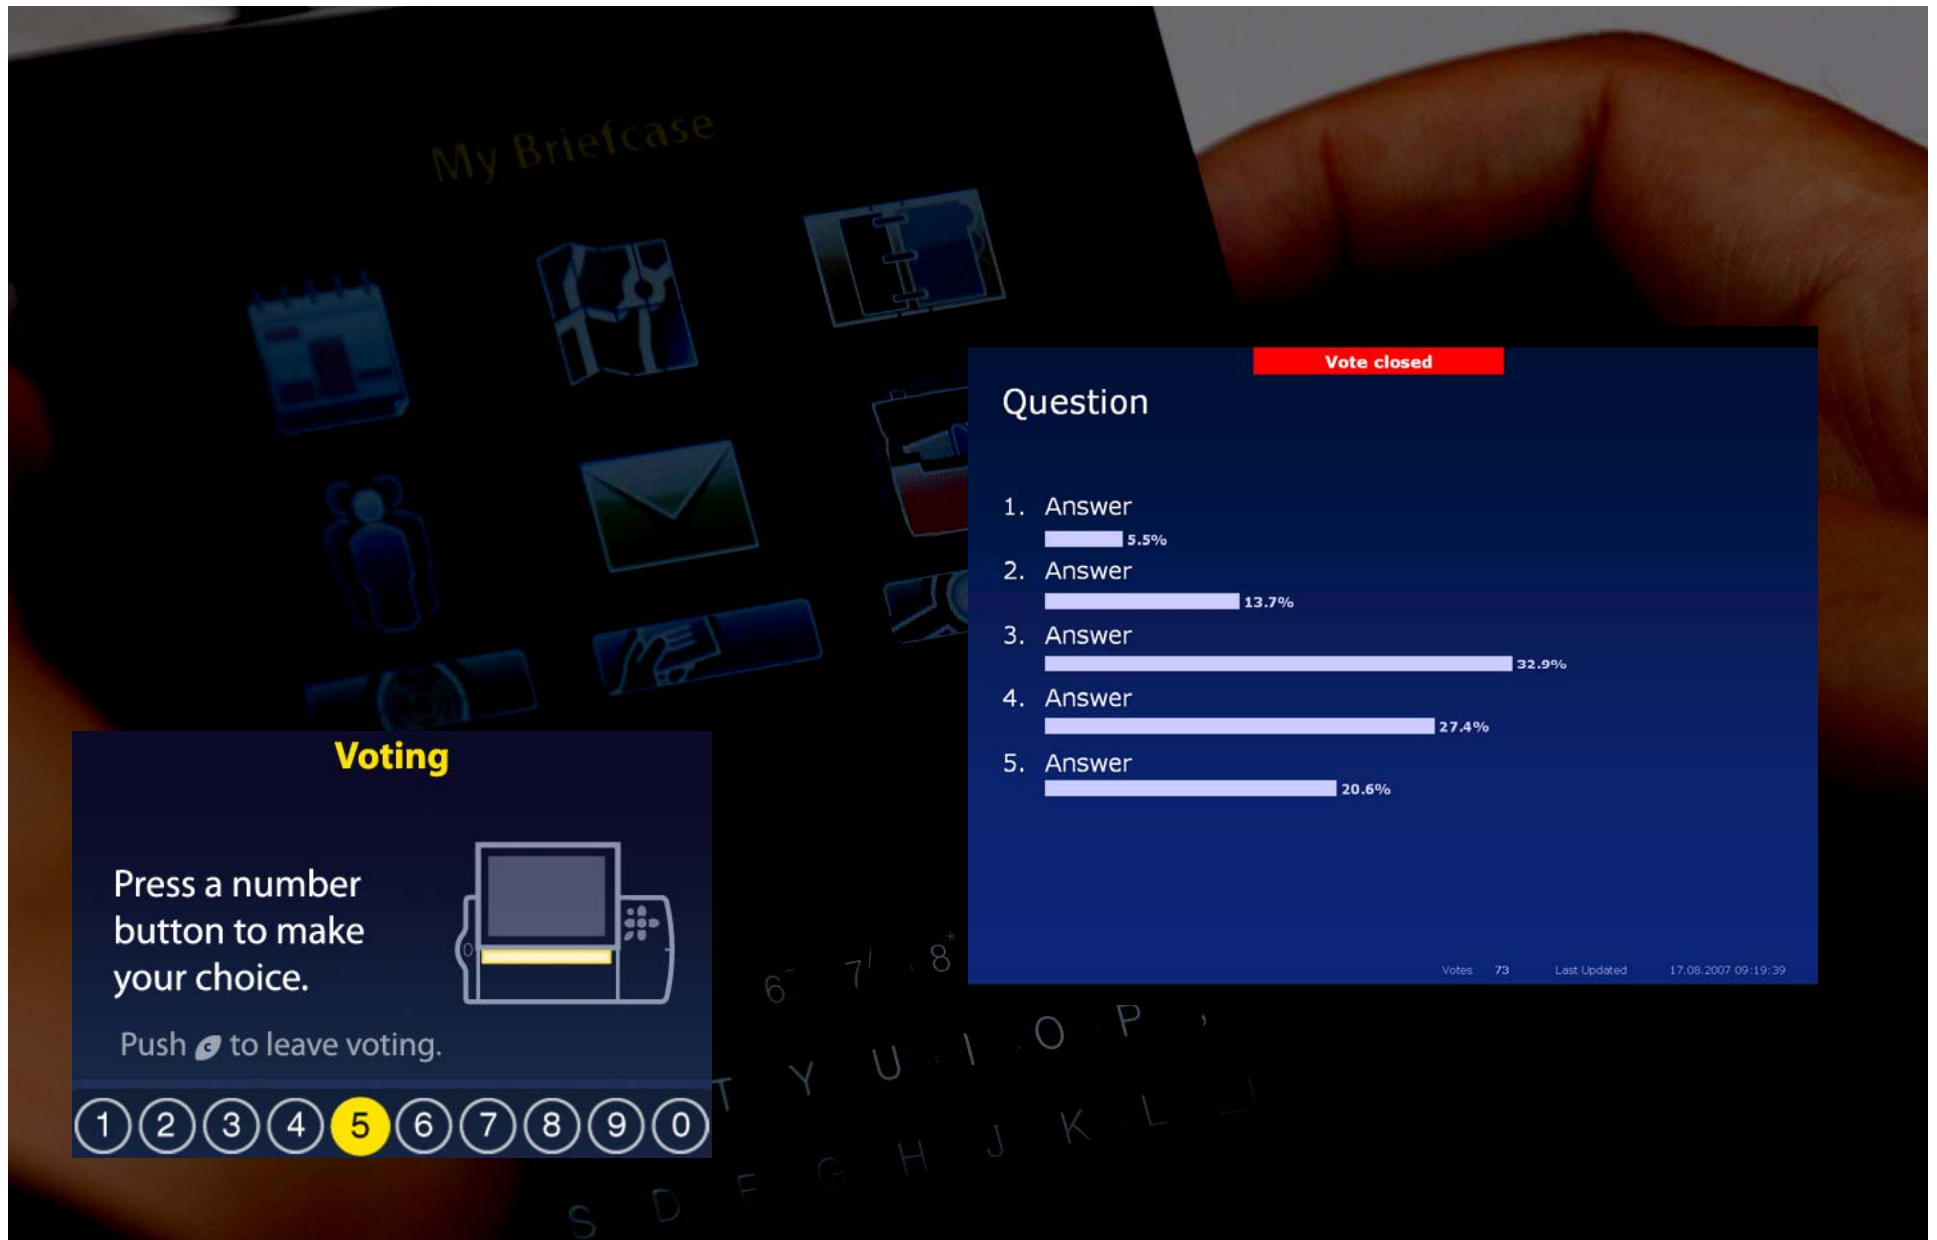 My Briefcase
Vote closed
Question
1. Answer
5.5%
2. Answer
13.7%
3. Answer
32.9%
4. Answer
27.4%
5. Answer
20.6%
Votes 73 Last Updated 17.08.2007 09:19:39
Voting
Press a number
button to make
your choice.
Push c to leave voting.
1 2 3 4 5 6 7 8 9 0
6 - 7 / 8 *
T Y U I O P ,
S D F G H J K L